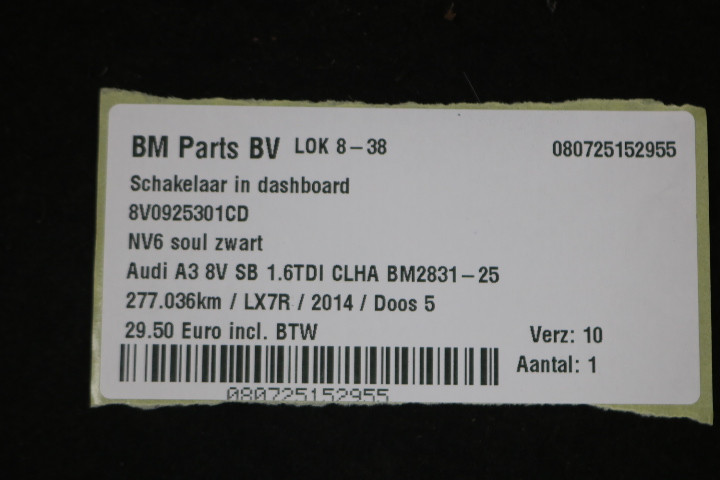 BM Parts BV LOK 8-38 080725152955
Schakelaar in dashboard
8V0925301CD
NV6 soul zwart
Audi A3 8V SB 1.6TDI CLHA BM2831-25
277.036km / LX7R / 2014 / Doos 5
29.50 Euro incl. BTW Verz: 10
Aantal: 1
080725152955